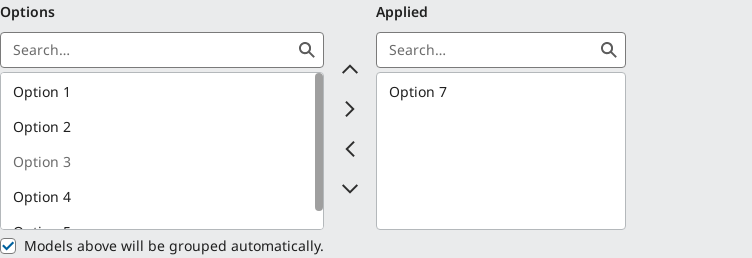 Options
Search...
Option 1
Option 2
Option 3
Option 4
Applied
Search...
Option 7
Models above will be grouped automatically.